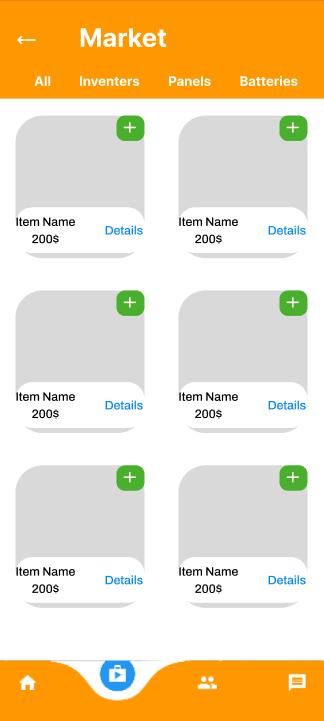 Market
All Inventers Panels Batteries
Item Name
200$
Details
Item Name
200$
Details
Item Name
200$
Details
Item Name
200$
Details
Item Name
200$
Details
Item Name
200$
Details